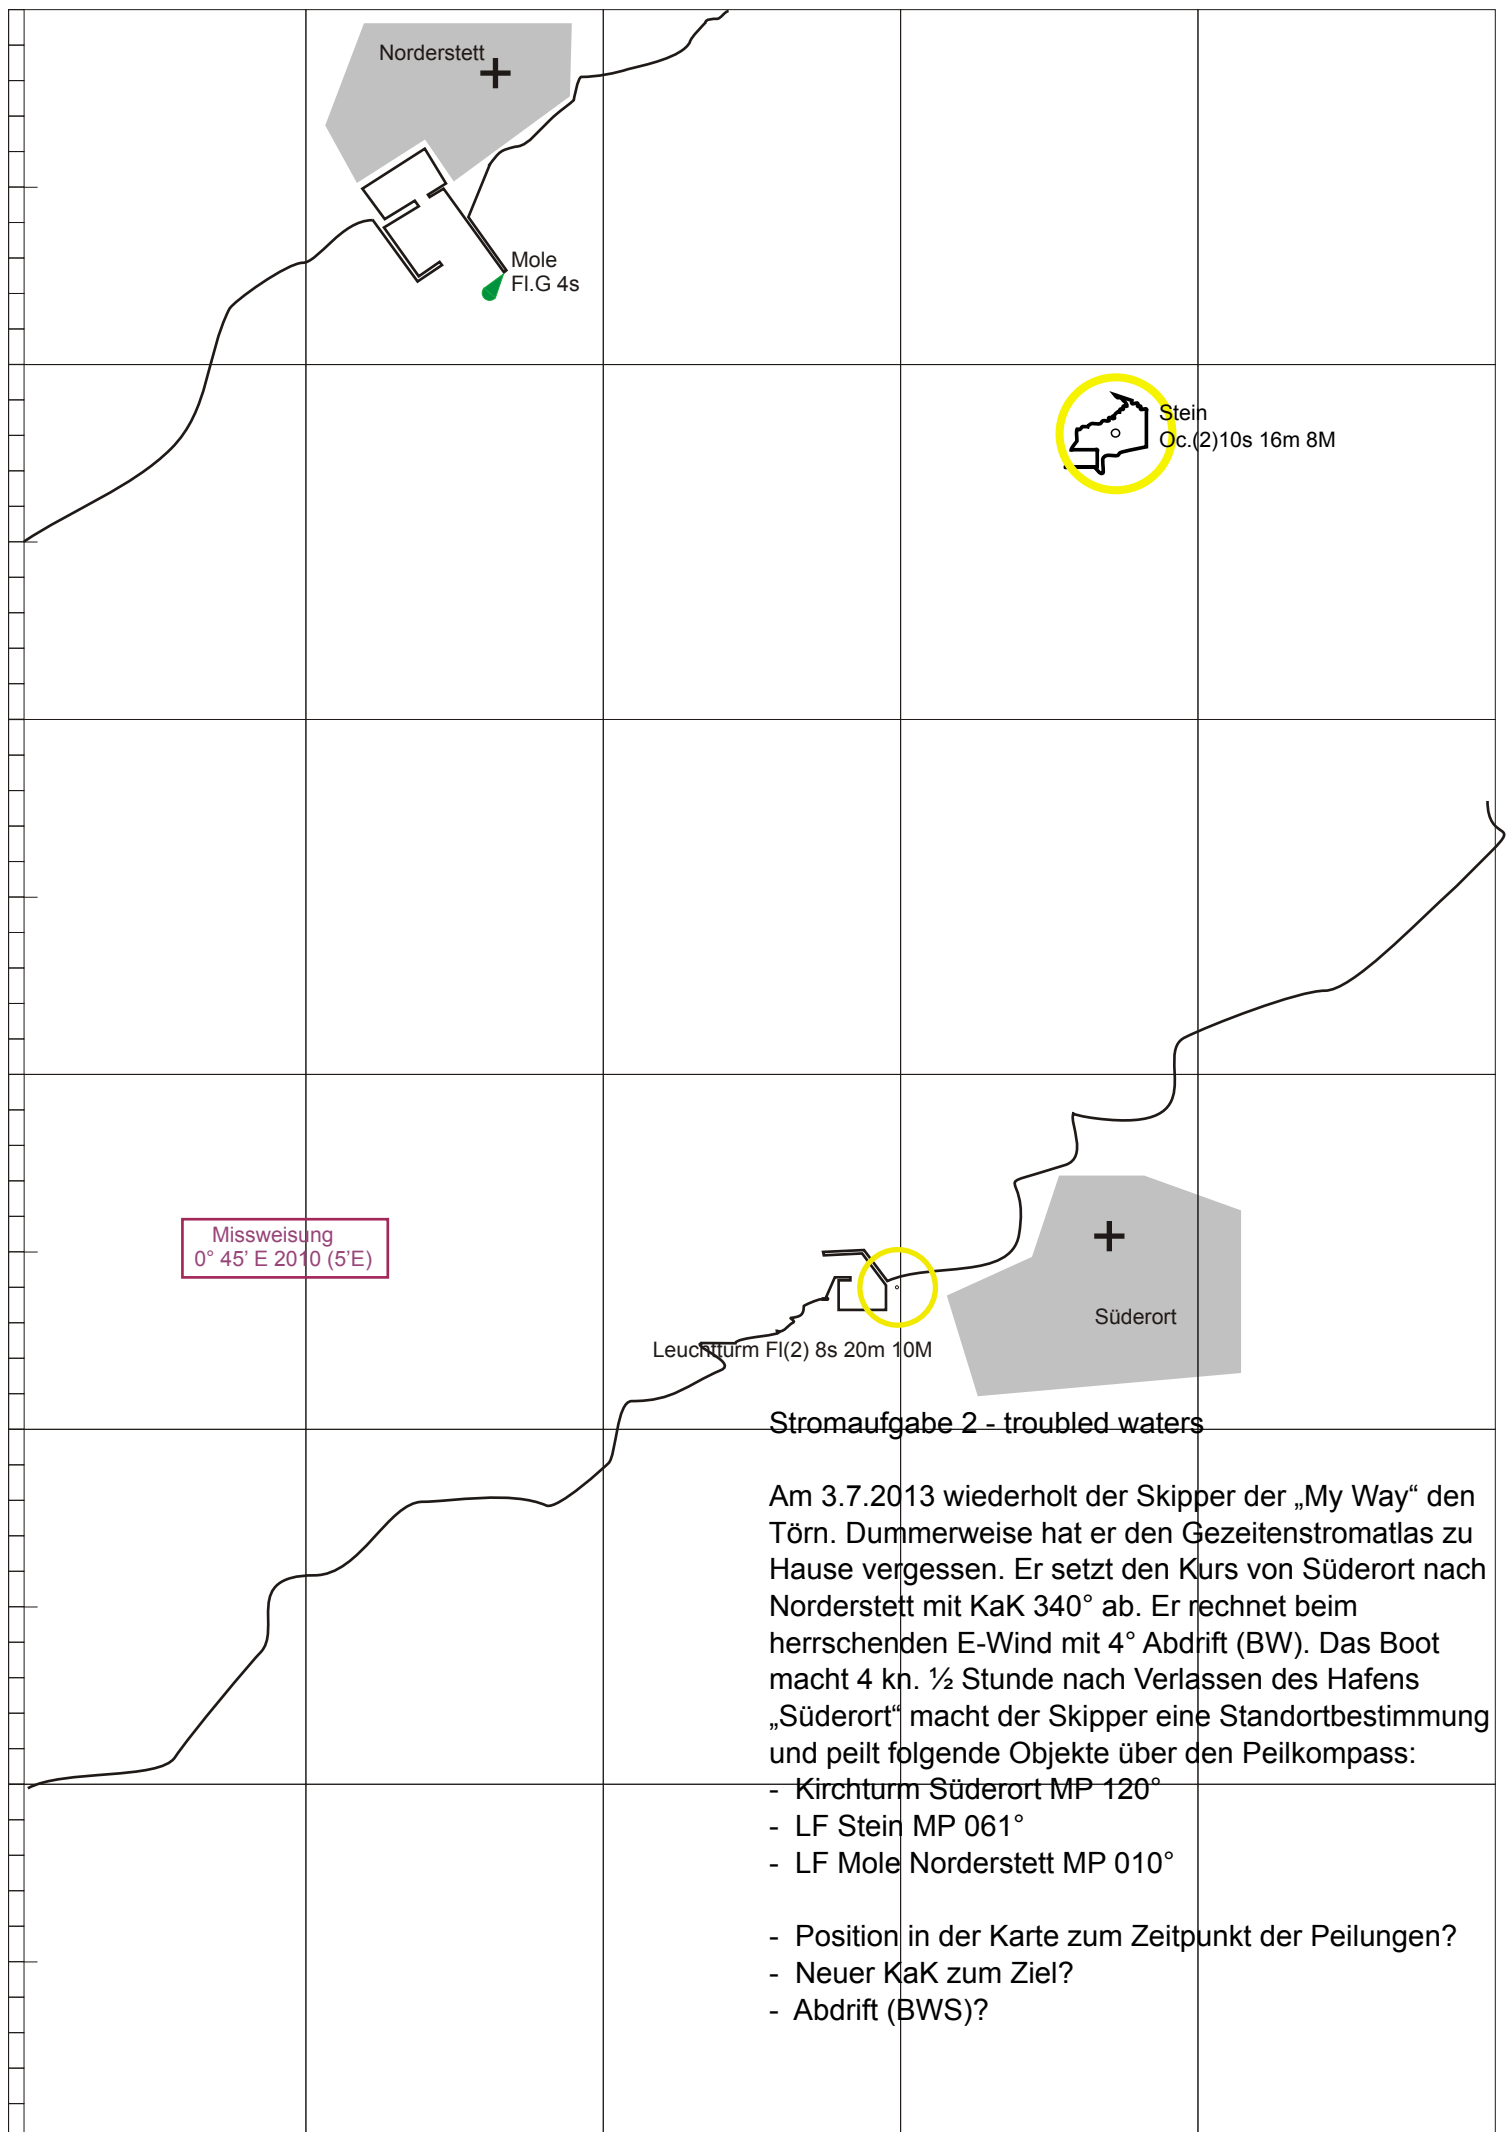 Norderstett
Mole
Fl.G 4s
Stein
Oc.(2)10s 16m 8M
Missweisung
0° 45’ E 2010 (5’E)
Süderort
Leuchtturm Fl(2) 8s 20m 10M
Stromaufgabe 2 - troubled waters
Am 3.7.2013 wiederholt der Skipper der „My Way“ den
Törn. Dummerweise hat er den Gezeitenstromatlas zu
Hause vergessen. Er setzt den Kurs von Süderort nach
Norderstett mit KaK 340° ab. Er rechnet beim
herrschenden E-Wind mit 4° Abdrift (BW). Das Boot
macht 4 kn. ½ Stunde nach Verlassen des Hafens
„Süderort“ macht der Skipper eine Standortbestimmung
und peilt folgende Objekte über den Peilkompass:
- Kirchturm Süderort MP 120°
- LF Stein MP 061°
- LF Mole Norderstett MP 010°
- Position in der Karte zum Zeitpunkt der Peilungen?
- Neuer KaK zum Ziel?
- Abdrift (BWS)?